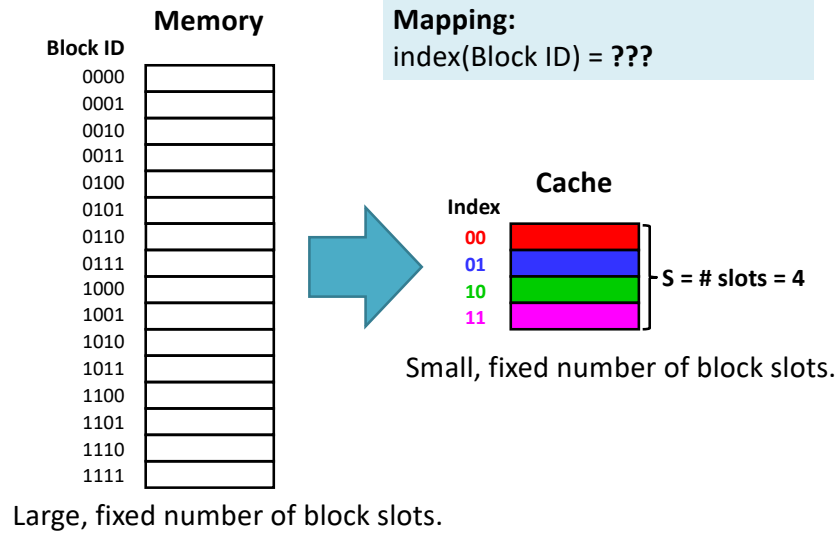 Memory
Block ID
0000
0001
0010
0011
0100
0101
0110
0111
1000
1001
1010
1011
1100
1101
1110
1111
Large, fixed number of block slots.
Mapping:
index(Block ID) = ???
Cache
Index
00
01
10
11
S = # slots = 4
Small, fixed number of block slots.